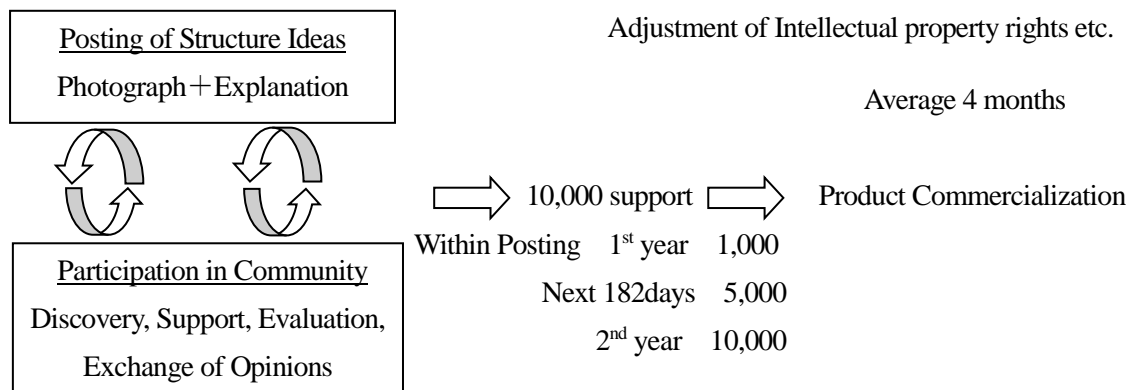 Posting of Structure Ideas
Photograph＋Explanation
Adjustment of Intellectual property rights etc.
Average 4 months
10,000 support
Product Commercialization
Within Posting 1st year 1,000
Next 182days 5,000
2nd year 10,000
Participation in Community
Discovery, Support, Evaluation,
Exchange of Opinions